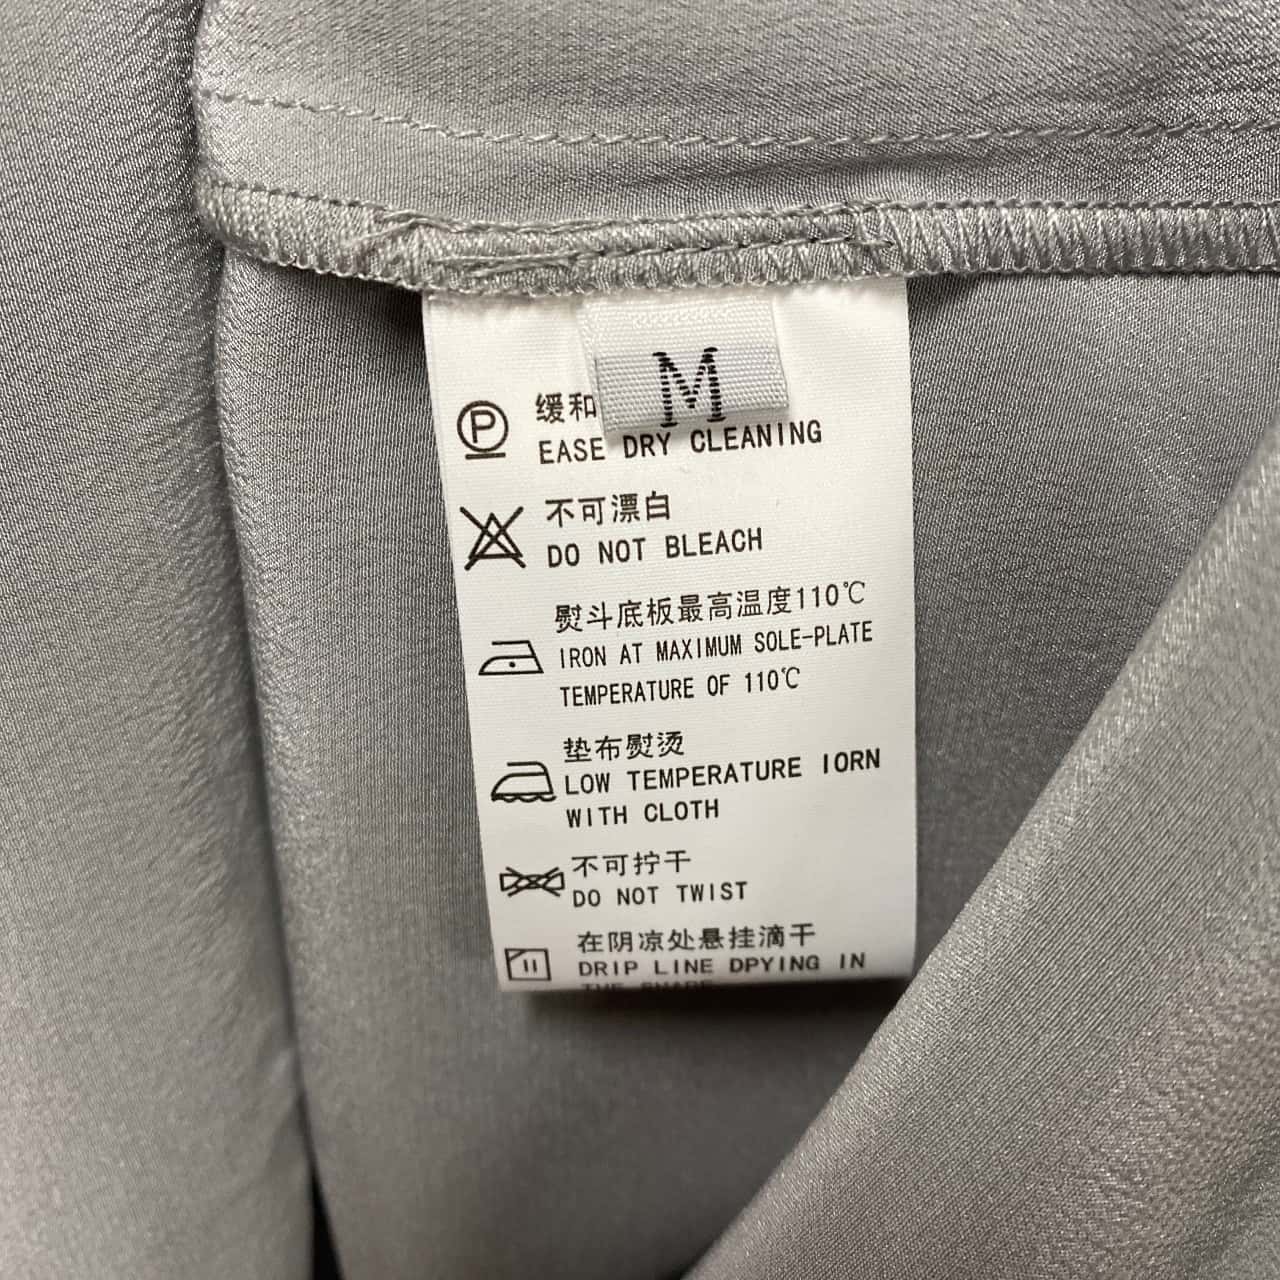 M
P
缓和
EASE DRY CLEANING
不可漂白
DO NOT BLEACH
熨斗底板最高温度110℃
IRON AT MAXIMUM SOLE-PLATE
TEMPERATURE OF 110℃
垫布熨烫
LOW TEMPERATURE IORN
WITH CLOTH
不可拧干
DO NOT TWIST
在阴凉处悬挂滴干
DRIP LINE DPYING IN